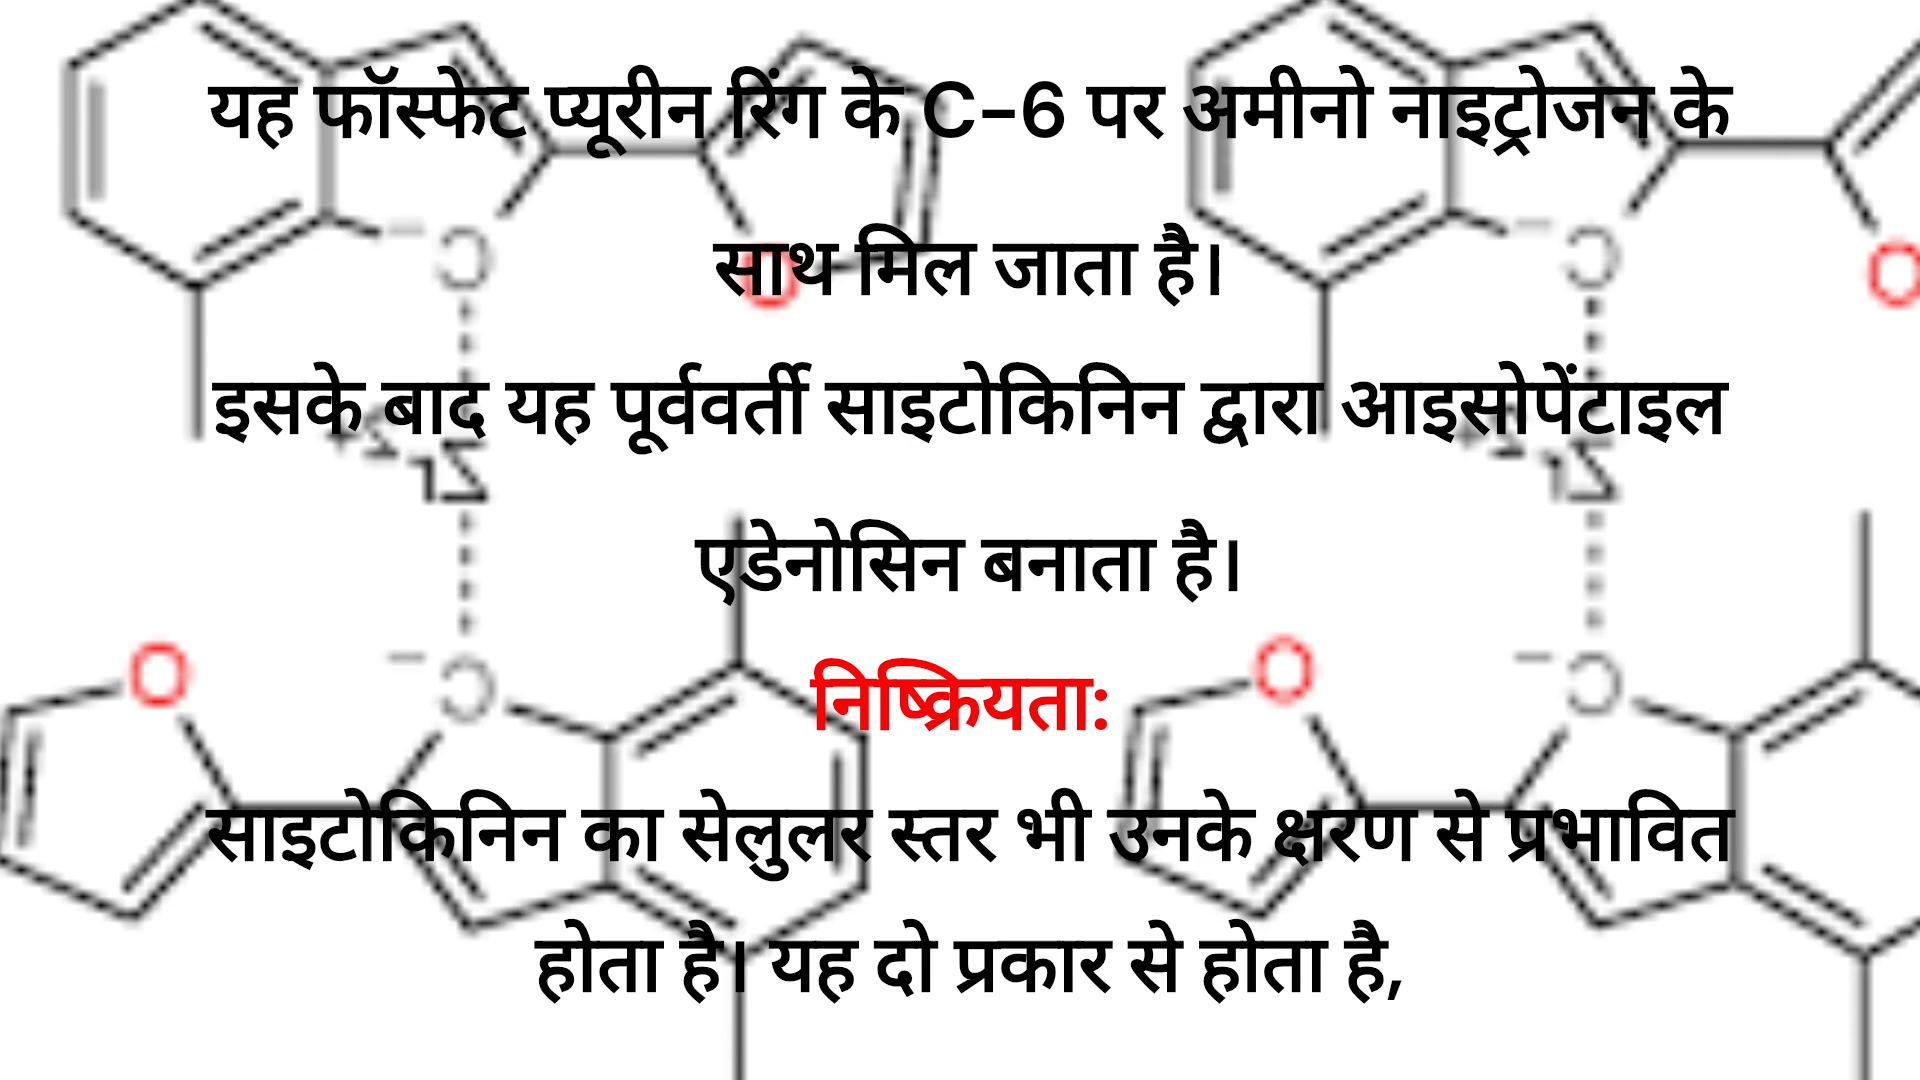 यह फॉस्फेट प्यूरीन रिंग के C-6 पर अमीनो नाइट्रोजन के
साथ मिल जाता है।
इसके बाद यह पूर्ववर्ती साइटोकिनिन द्वारा आइसोपेंटाइल
एडेनोसिन बनाता है।
निष्क्रियता:
साइटोकिनिन का सेलुलर स्तर भी उनके क्षरण से प्रभावित
होता है। यह दो प्रकार से होता है,